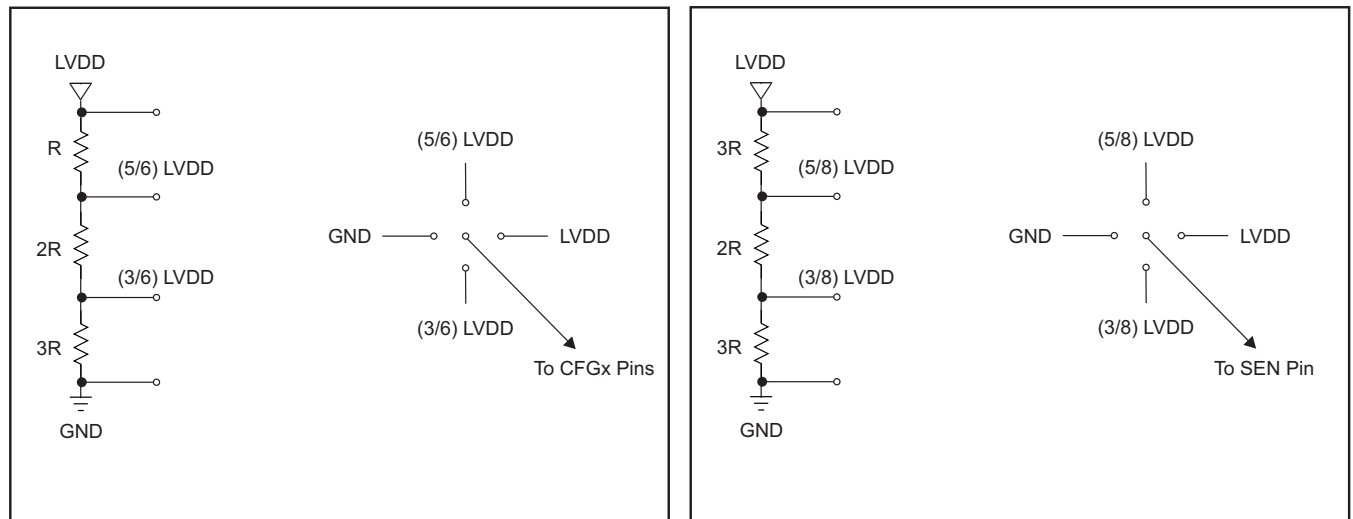 LVDD
R
(5/6) LVDD
2R
(3/6) LVDD
3R
GND
(5/6) LVDD
GND
LVDD
(3/6) LVDD
To CFGx Pins
LVDD
3R
(5/8) LVDD
2R
(3/8) LVDD
3R
GND
(5/8) LVDD
GND
LVDD
(3/8) LVDD
To SEN Pin